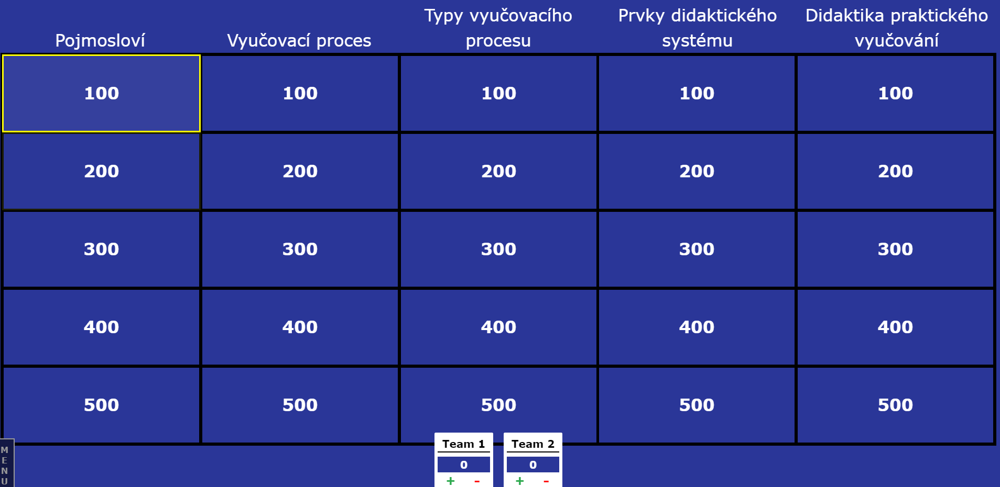 Pojmosloví
Vyučovací proces
Typy vyučovacího
procesu
Prvky didaktického
systému
Didaktika praktického
vyučování
100
100
100
100
100
200
200
200
200
200
300
300
300
300
300
400
400
400
400
400
500
500
500
500
500
MENU
Team 1
0
+ -
Team 2
0
+ -